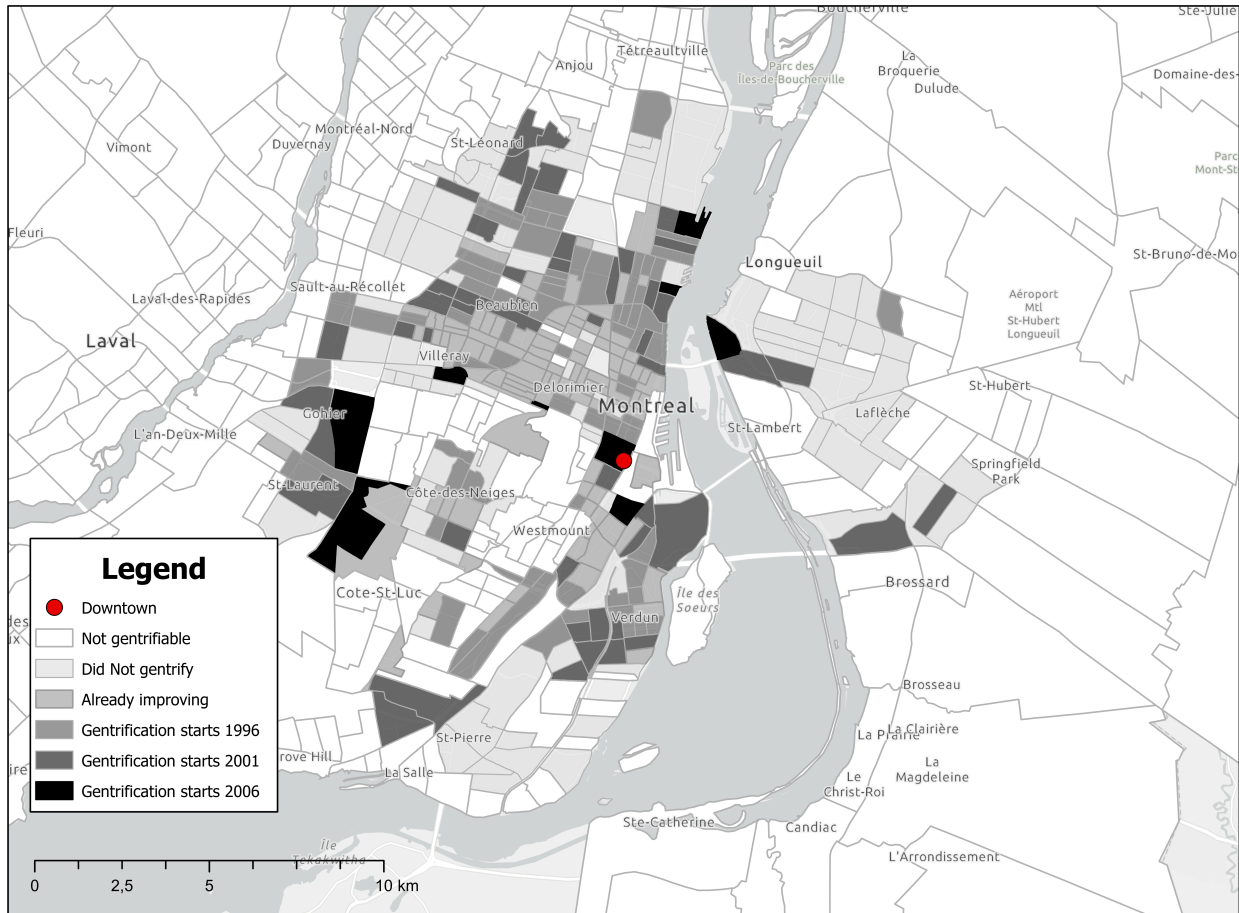 Boucherville
Ste-Julie
Tétreaultville
Anjou
La
Broquerie
Dulude
Parc des
Îles-de-Boucherville
Domaine-des-
Montréal-Nord
St-Léonard
Duvernay
Vimont
Parc
Mont-St-
Fleuri
Longueuil
St-Bruno-de-Mo
Sault-au-Récollet
Laval-des-Rapides
Beaubien
Aéroport
Mtl
St-Hubert
Longueuil
Laval
Villeray
Delorimier
St-Hubert
Montreal
Gohier
Laflèche
L'an-Deux-Mille
St-Lambert
Springfield
Park
St-Laurent
Côte-des-Neiges
Westmount
Brossard
Cote-St-Luc
Île des
Soeurs
Verdun
des
ux
Legend
Downtown
Not gentrifiable
Did Not gentrify
Already improving
Gentrification starts 1996
Gentrification starts 2001
Gentrification starts 2006
Brosseau
La Prairie
La Clairière
St-Pierre
rove Hill
La Salle
ire
La
Magdeleine
Le
Christ-Roi
Ste-Catherine
Candiac
Île
Tekakwitha
L'Arrondissement
0 2,5 5 10 km